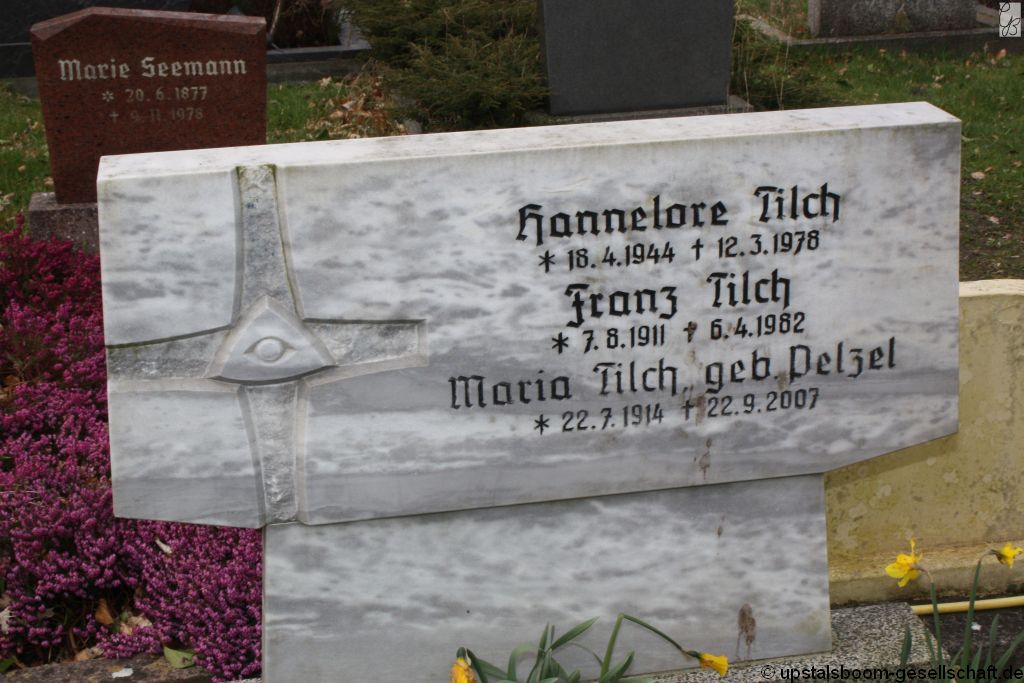 Marie Seemann
* 20. 6. 1877
+ 9. 11. 1978
Hannelore Tilch
* 18. 4. 1944 + 12. 3. 1978
Franz Tilch
* 7. 8. 1911 + 6. 4. 1982
Maria Tilch, geb. Pelzel
* 22. 7. 1914 + 22. 9. 2007
© upstalsboom-gesellschaft.de